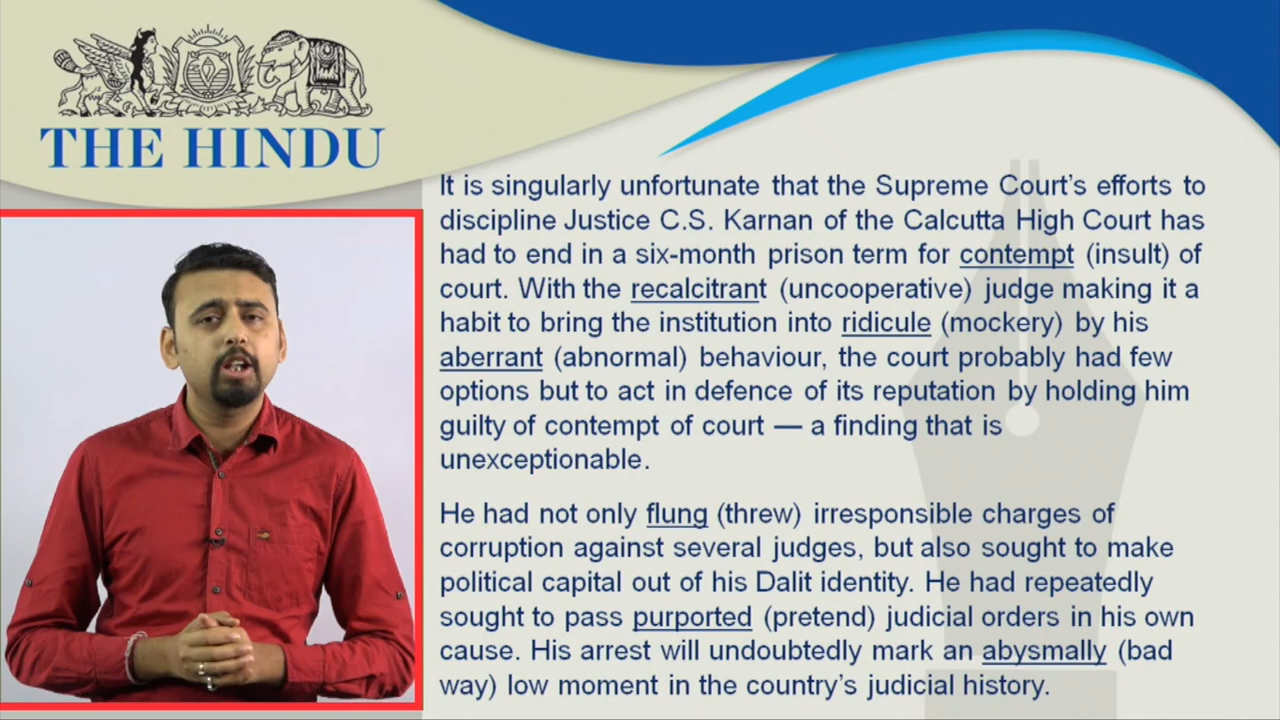 THE HINDU
It is singularly unfortunate that the Supreme Court's efforts to
discipline Justice C.S. Karnan of the Calcutta High Court has
had to end in a six-month prison term for contempt (insult) of
court. With the recalcitrant (uncooperative) judge making it a
habit to bring the institution into ridicule (mockery) by his
aberrant (abnormal) behaviour, the court probably had few
options but to act in defence of its reputation by holding him
guilty of contempt of court — a finding that is
unexceptionable.
He had not only flung (threw) irresponsible charges of
corruption against several judges, but also sought to make
political capital out of his Dalit identity. He had repeatedly
sought to pass purported (pretend) judicial orders in his own
cause. His arrest will undoubtedly mark an abysmally (bad
way) low moment in the country's judicial history.